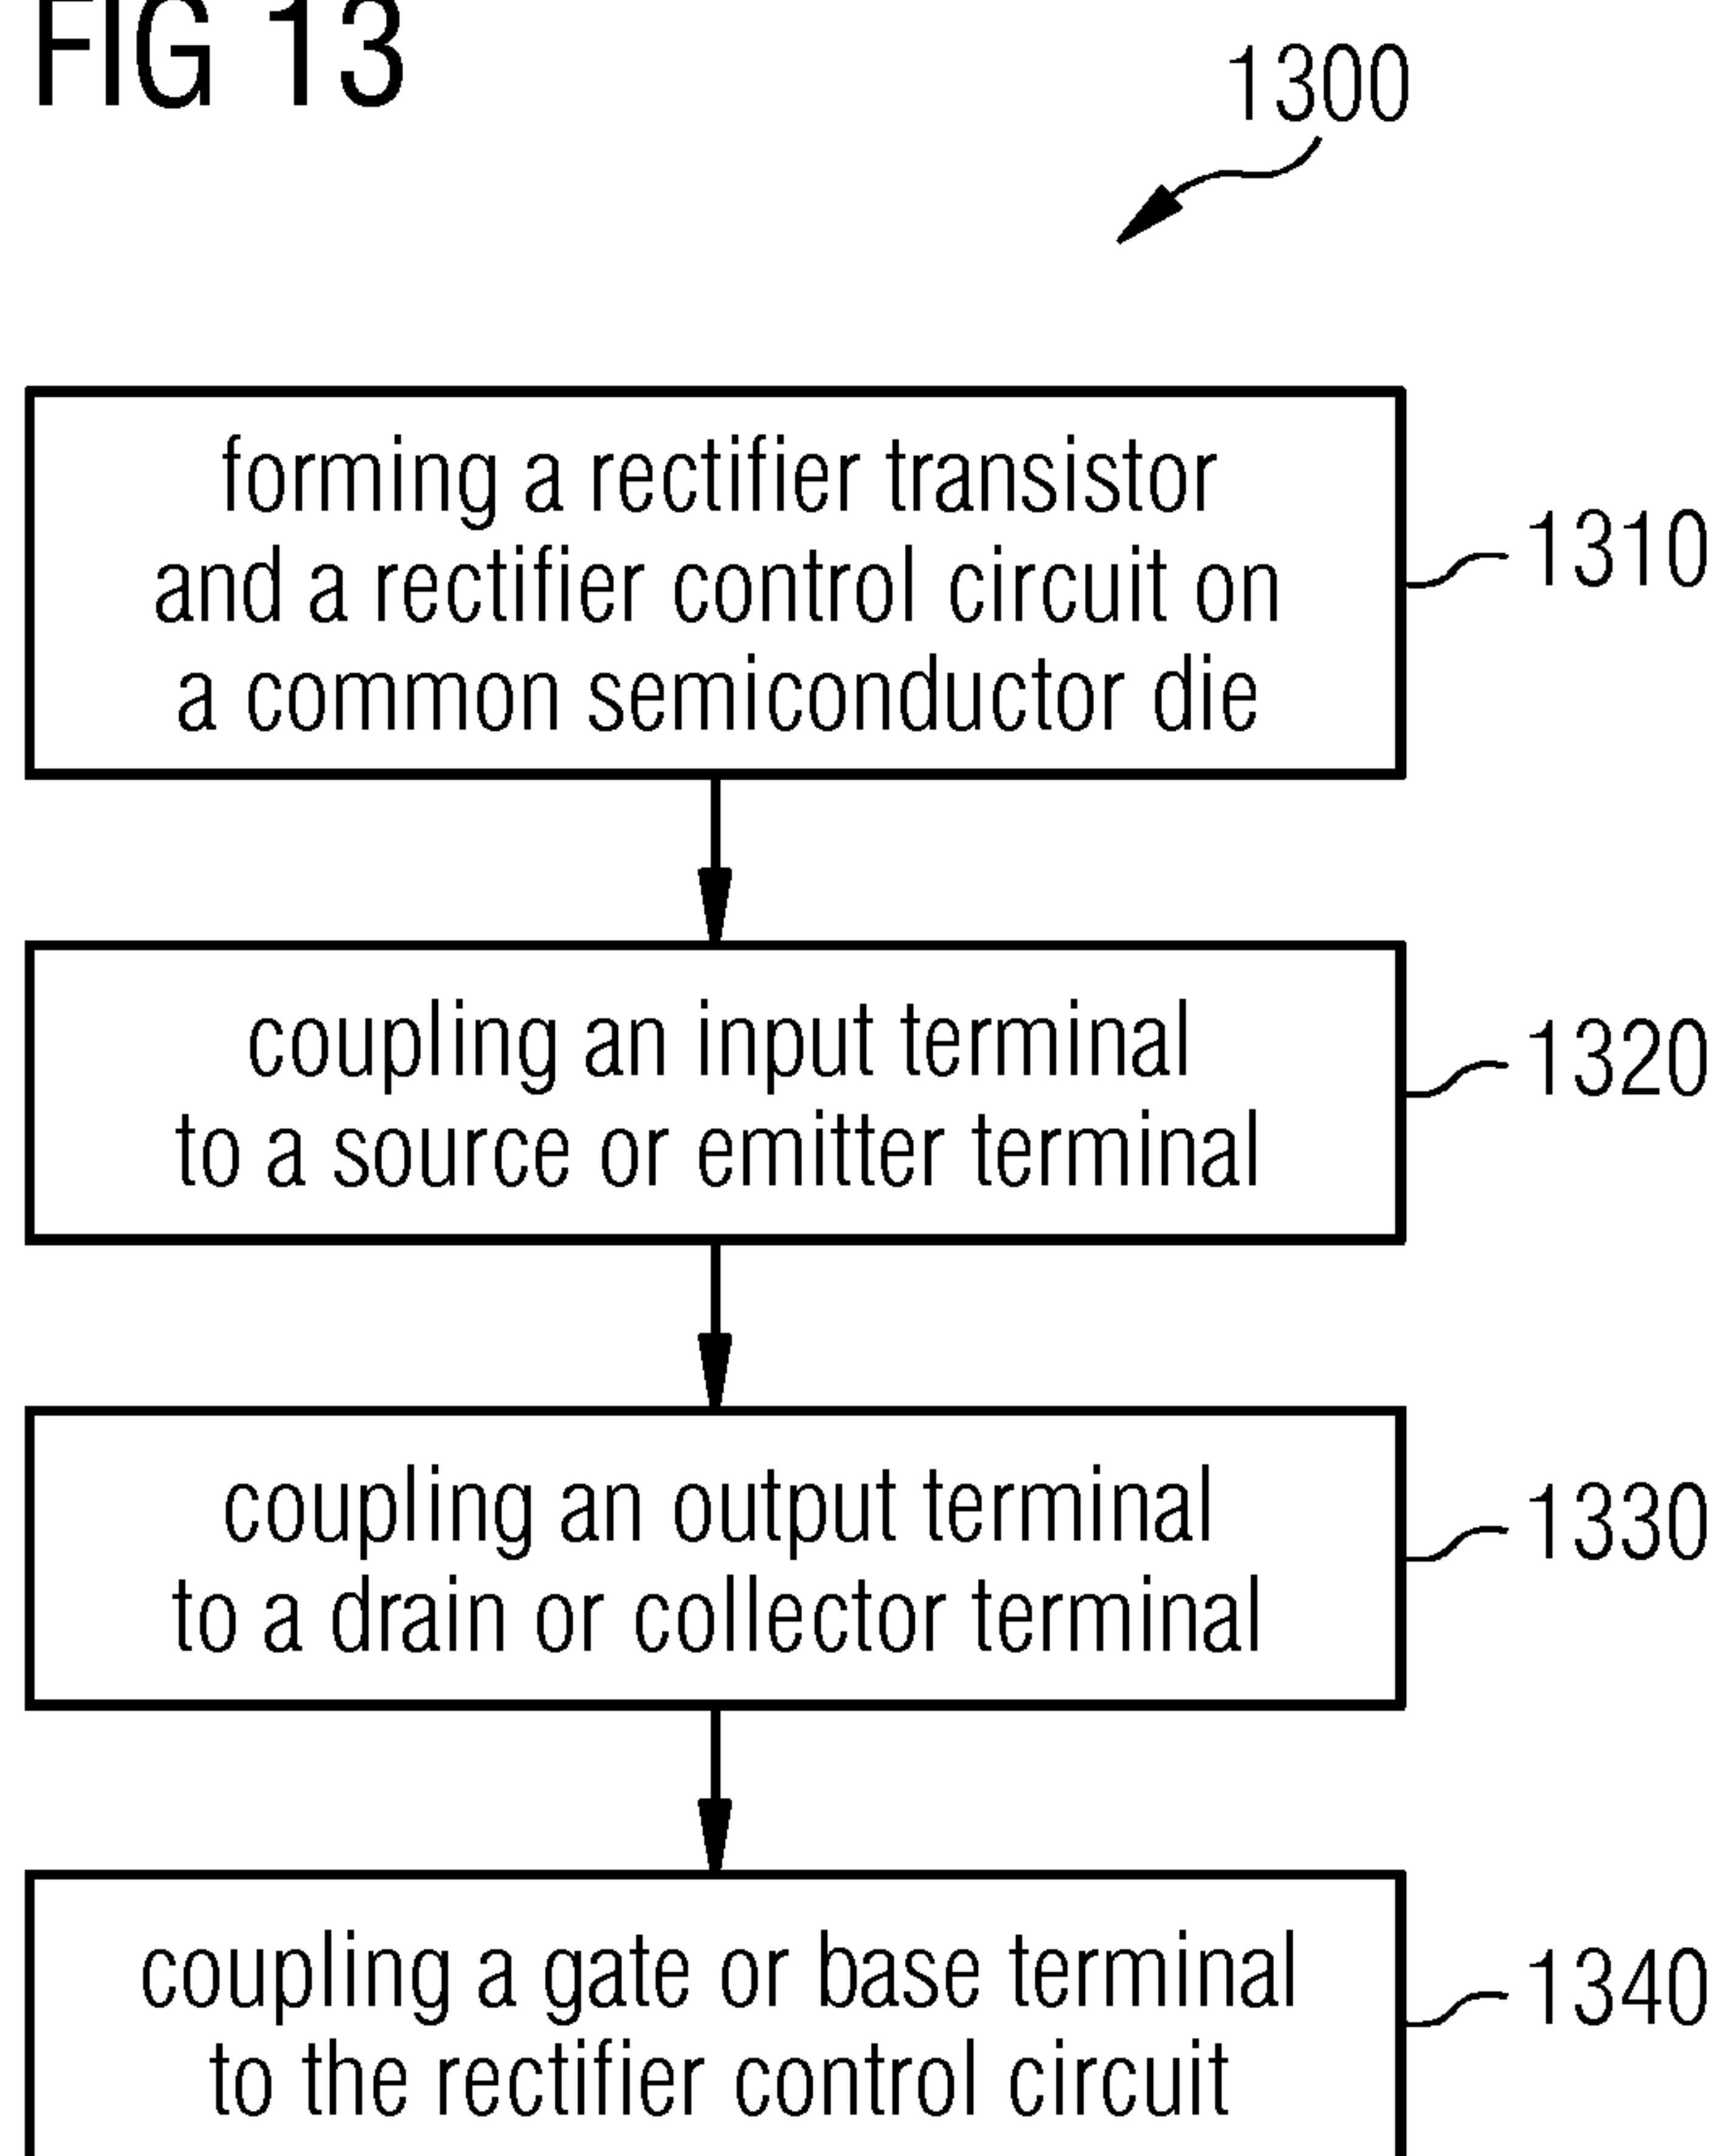 FIG 13
1300
forming a rectifier transistor
and a rectifier control circuit on
a common semiconductor die
1310
coupling an input terminal
to a source or emitter terminal
1320
coupling an output terminal
to a drain or collector terminal
1330
coupling a gate or base terminal
to the rectifier control circuit
1340